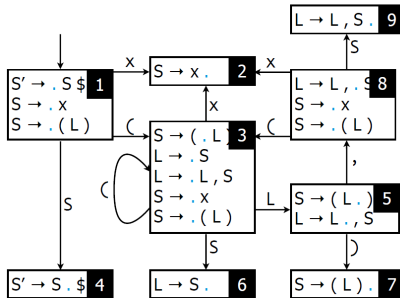 L → L , S . 9
S
x
x
S' → . S $ 1
S → . x
S → . ( L )
S → x . 2
L → L , . S 8
S → . x
S → . ( L )
x
(
(
S → ( . L ) 3
L → . S
L → . L , S
S → . x
S → . ( L )
(
,
L
S → ( L . ) 5
L → L . , S
S
S
)
S' → S . $ 4
L → S . 6
S → ( L ) . 7